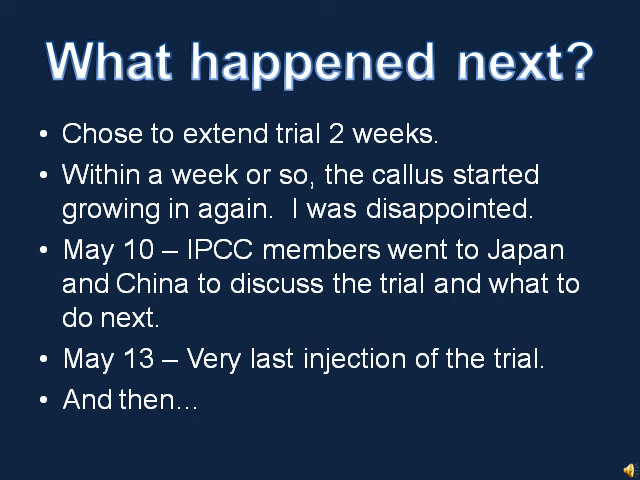 What happened next?
• Chose to extend trial 2 weeks.
• Within a week or so, the callus started
growing in again.  I was disappointed.
• May 10 – IPCC members went to Japan
and China to discuss the trial and what to
do next.
• May 13 – Very last injection of the trial.
• And then…